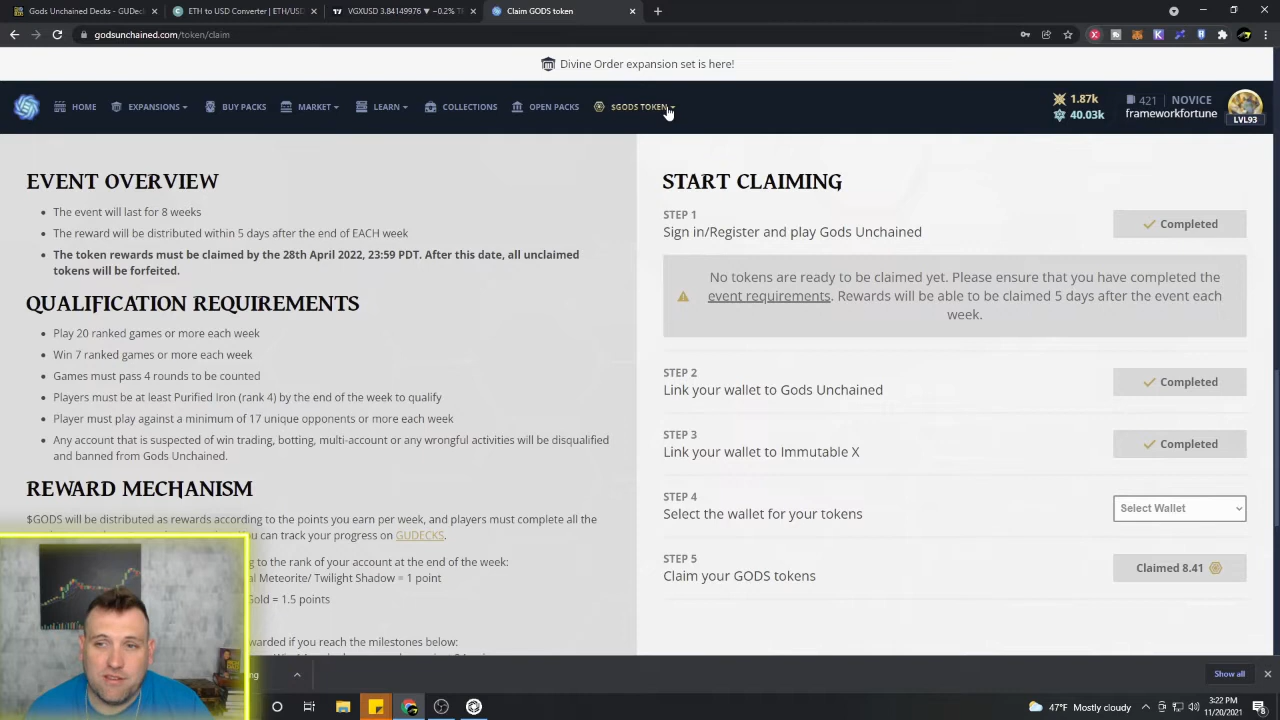 Gods Unchained Decks - GUDec
ETH to USD Converter | ETH/USD
VGXUSD 3.84149976 ▼ −0.2%
Claim GODS token
godsunchained.com/token/claim
Divine Order expansion set is here!
HOME
EXPANSIONS
BUY PACKS
MARKET
LEARN
COLLECTIONS
OPEN PACKS
$GODS TOKEN
1.87k
40.03k
421
NOVICE
frameworkfortune
LVL93
EVENT OVERVIEW
The event will last for 8 weeks
The reward will be distributed within 5 days after the end of EACH week
The token rewards must be claimed by the 28th April 2022, 23:59 PDT. After this date, all unclaimed
tokens will be forfeited.
QUALIFICATION REQUIREMENTS
Play 20 ranked games or more each week
Win 7 ranked games or more each week
Games must pass 4 rounds to be counted
Players must be at least Purified Iron (rank 4) by the end of the week to qualify
Player must play against a minimum of 17 unique opponents or more each week
Any account that is suspected of win trading, botting, multi-account or any wrongful activities will be disqualified
and banned from Gods Unchained.
REWARD MECHANISM
$GODS will be distributed as rewards according to the points you earn per week, and players must complete all the
can track your progress on GUDECKS.
to the rank of your account at the end of the week:
Meteorite/ Twilight Shadow = 1 point
Gold = 1.5 points
if you reach the milestones below:
START CLAIMING
STEP 1
Sign in/Register and play Gods Unchained
Completed
No tokens are ready to be claimed yet. Please ensure that you have completed the
event requirements. Rewards will be able to be claimed 5 days after the event each
week.
STEP 2
Link your wallet to Gods Unchained
Completed
STEP 3
Link your wallet to Immutable X
Completed
STEP 4
Select the wallet for your tokens
Select Wallet
STEP 5
Claim your GODS tokens
Claimed 8.41
Show all
47°F Mostly cloudy
3:22 PM
11/20/2021